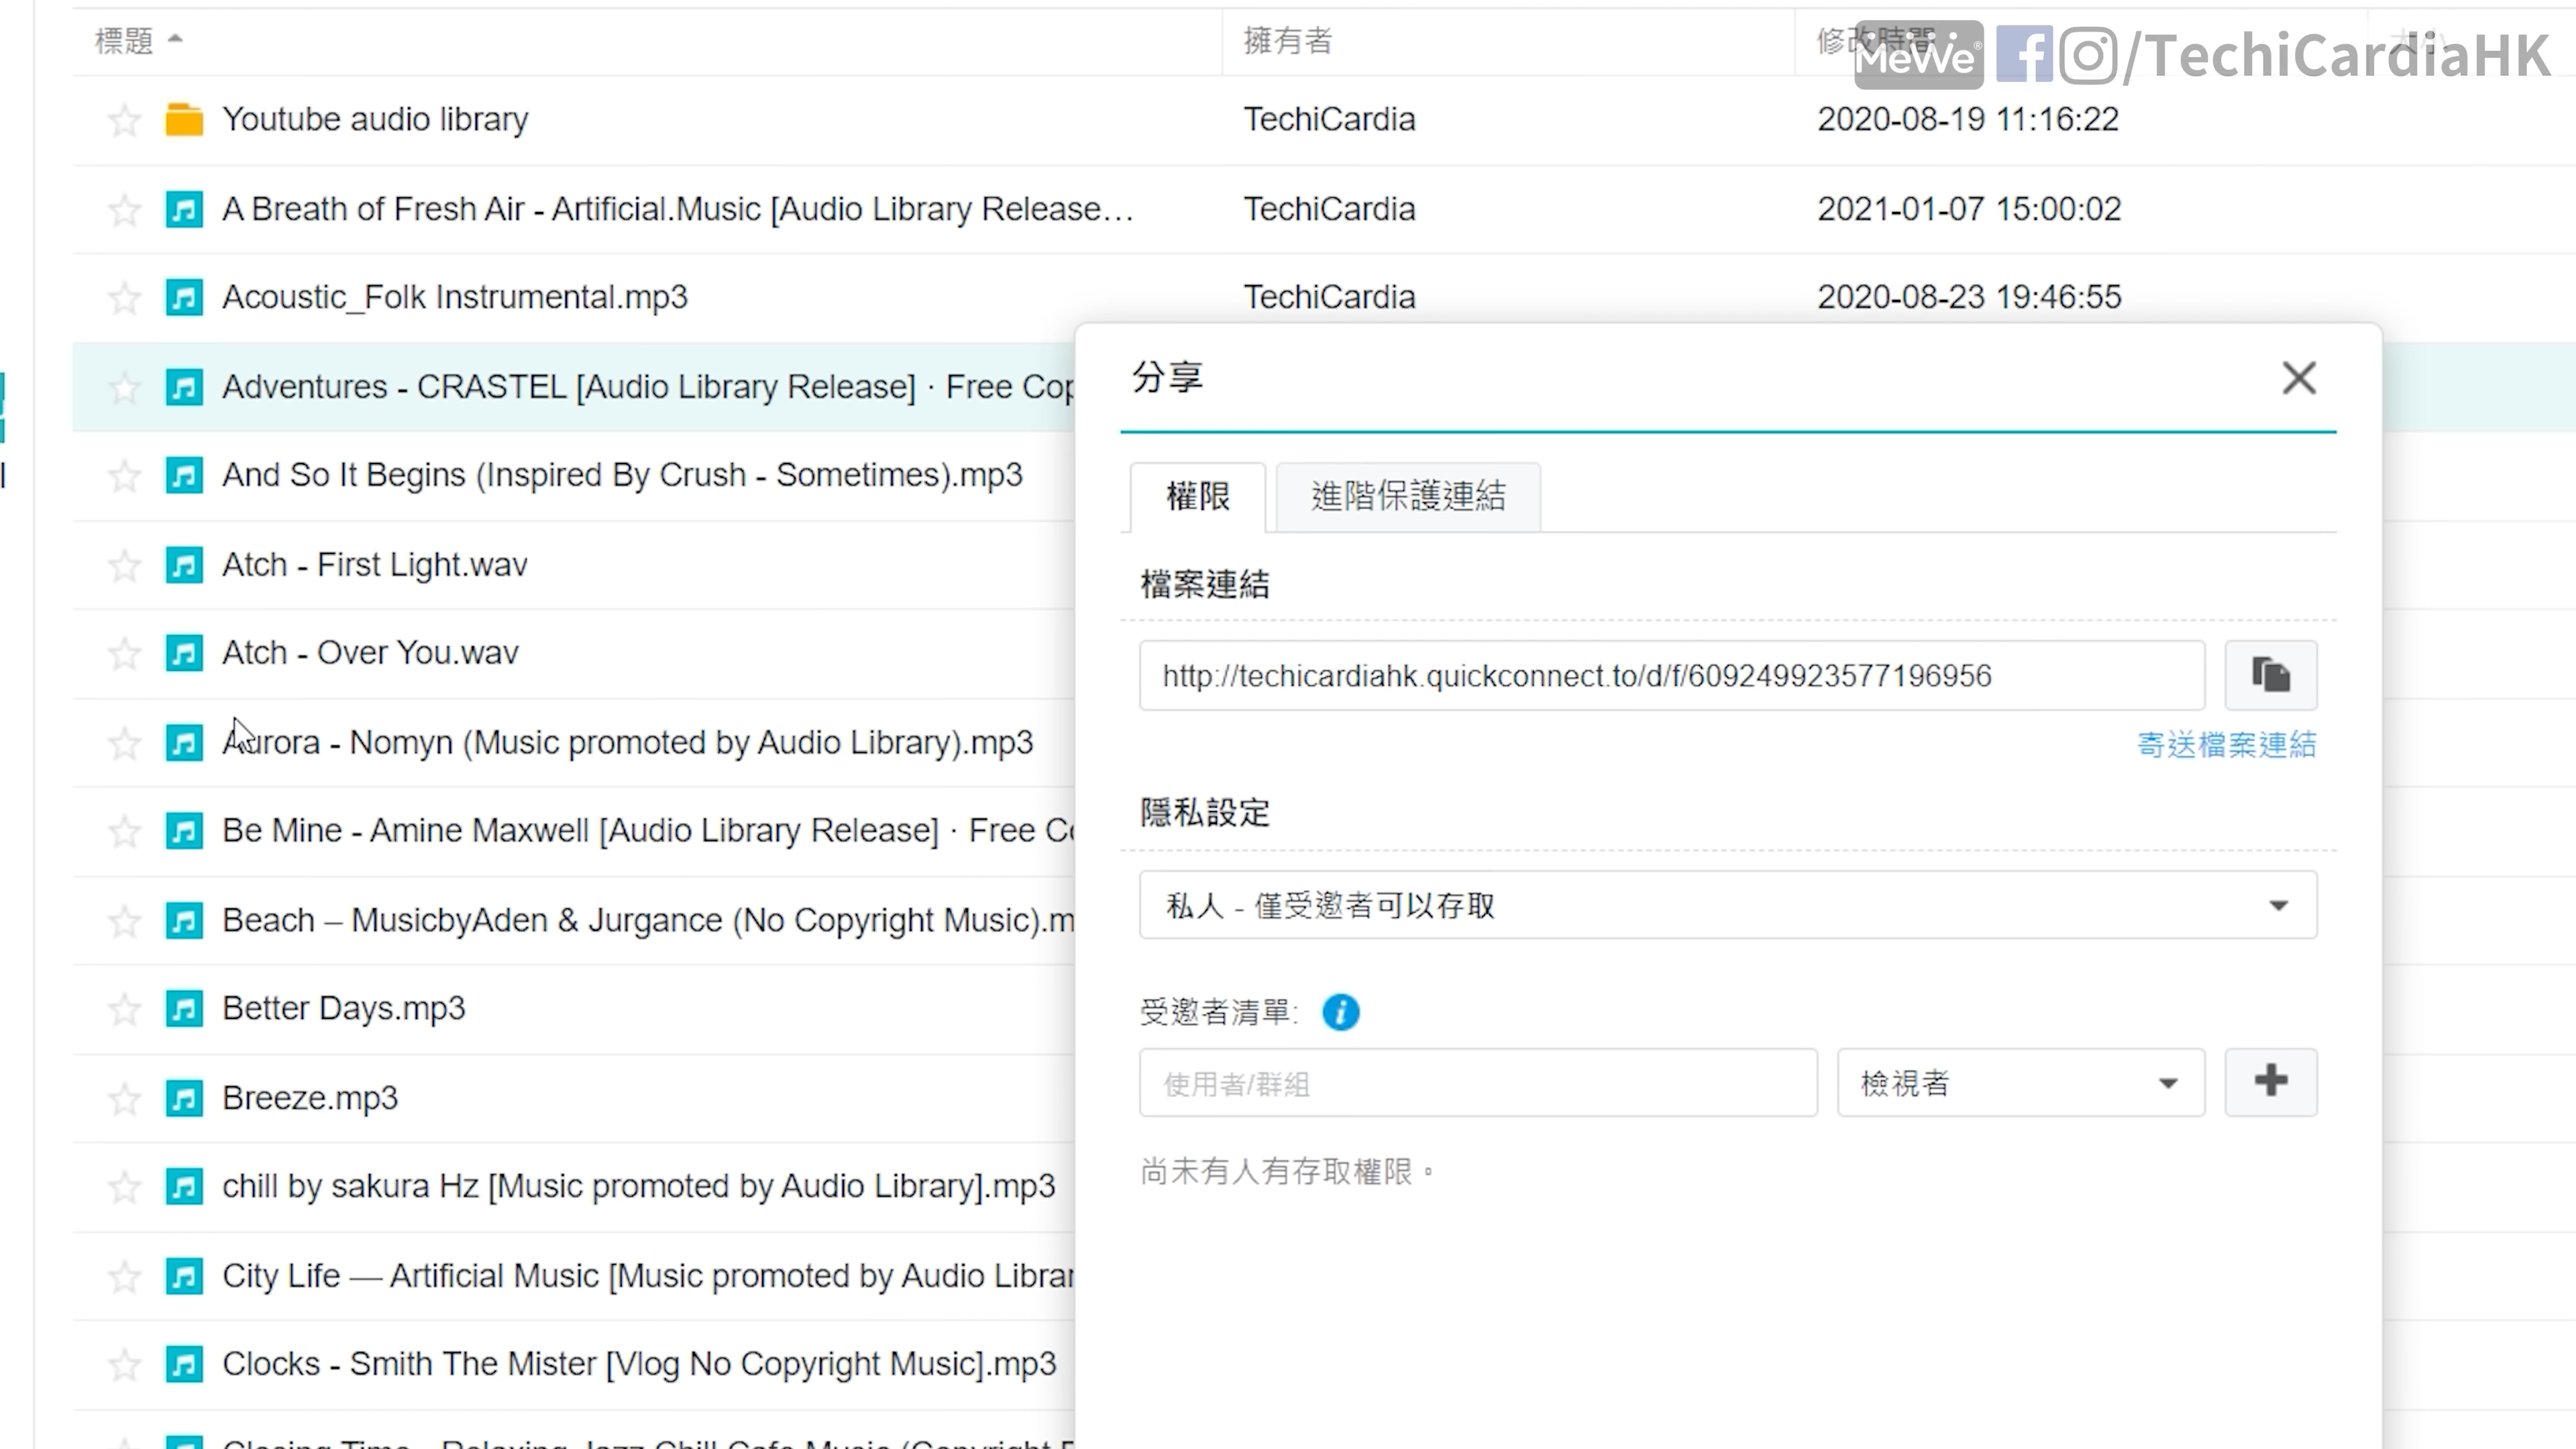 標題
擁有者
修改時間
MeWe
/TechiCardiaHK
Youtube audio library
TechiCardia
2020-08-19 11:16:22
A Breath of Fresh Air - Artificial.Music [Audio Library Release…
TechiCardia
2021-01-07 15:00:02
Acoustic_Folk Instrumental.mp3
TechiCardia
2020-08-23 19:46:55
Adventures - CRASTEL [Audio Library Release] · Free Cop
And So It Begins (Inspired By Crush - Sometimes).mp3
Atch - First Light.wav
Atch - Over You.wav
Aurora - Nomyn (Music promoted by Audio Library).mp3
Be Mine - Amine Maxwell [Audio Library Release] · Free Co
Beach – MusicbyAden & Jurgance (No Copyright Music).m
Better Days.mp3
Breeze.mp3
chill by sakura Hz [Music promoted by Audio Library].mp3
City Life — Artificial Music [Music promoted by Audio Librar
Clocks - Smith The Mister [Vlog No Copyright Music].mp3
分享
權限
進階保護連結
檔案連結
http://techicardiahk.quickconnect.to/d/f/609249923577196956
寄送檔案連結
隱私設定
私人 - 僅受邀者可以存取
受邀者清單:
使用者/群組
檢視者
尚未有人有存取權限。